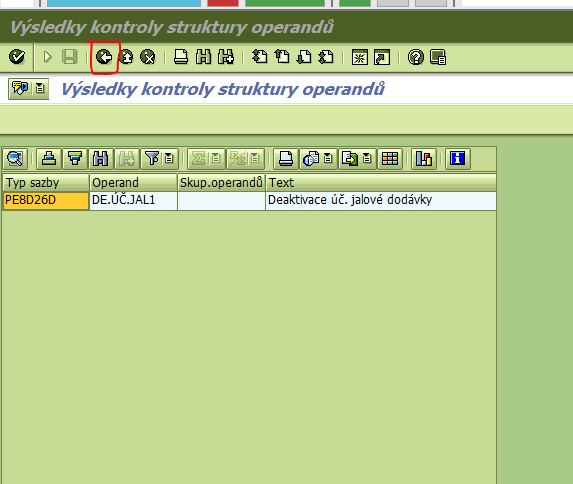 Výsledky kontroly struktury operandů
Výsledky kontroly struktury operandů
Typ sazby Operand Skup.operandů Text
PE8D26D DE.ÚČ.JAL1 Deaktivace úč. jalové dodávky